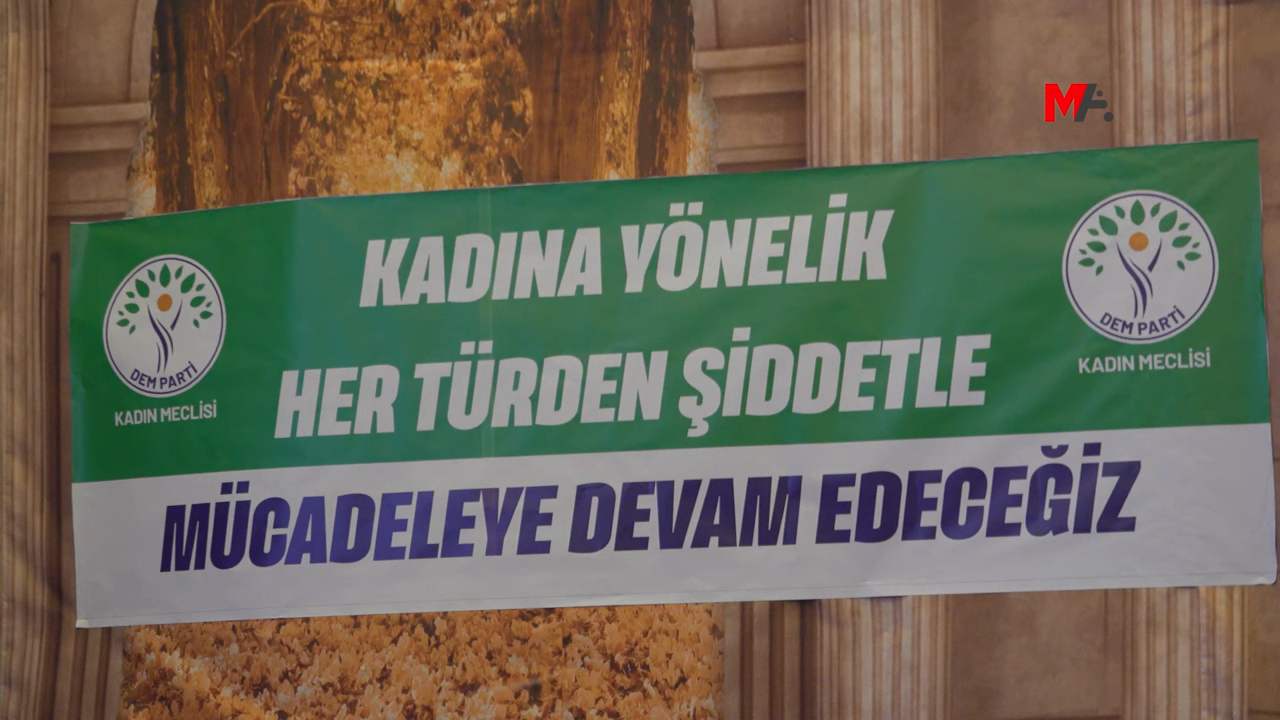 MA
KADINA YÖNELİK
HER TÜRDEN ŞİDDETLE
MÜCADELEYE DEVAM EDECEĞİZ
DEM PARTİ
KADIN MECLİSİ
DEM PARTİ
KADIN MECLİSİ